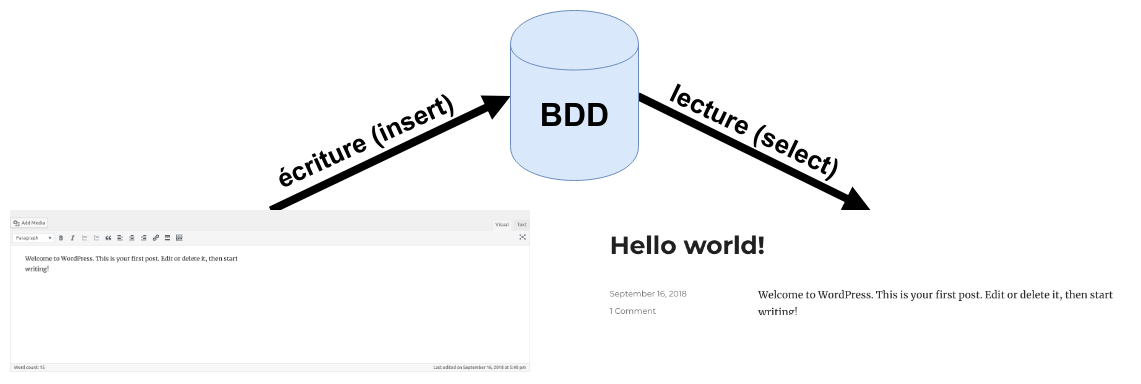 BDD
écriture (insert)
lecture (select)
Add Media
Visual Text
Paragraph
Welcome to WordPress. This is your first post. Edit or delete it, then start
writing!
Word count: 15
Last edited on September 16, 2018 at 5:40 pm
Hello world!
September 16, 2018
1 Comment
Welcome to WordPress. This is your first post. Edit or delete it, then start
writing!